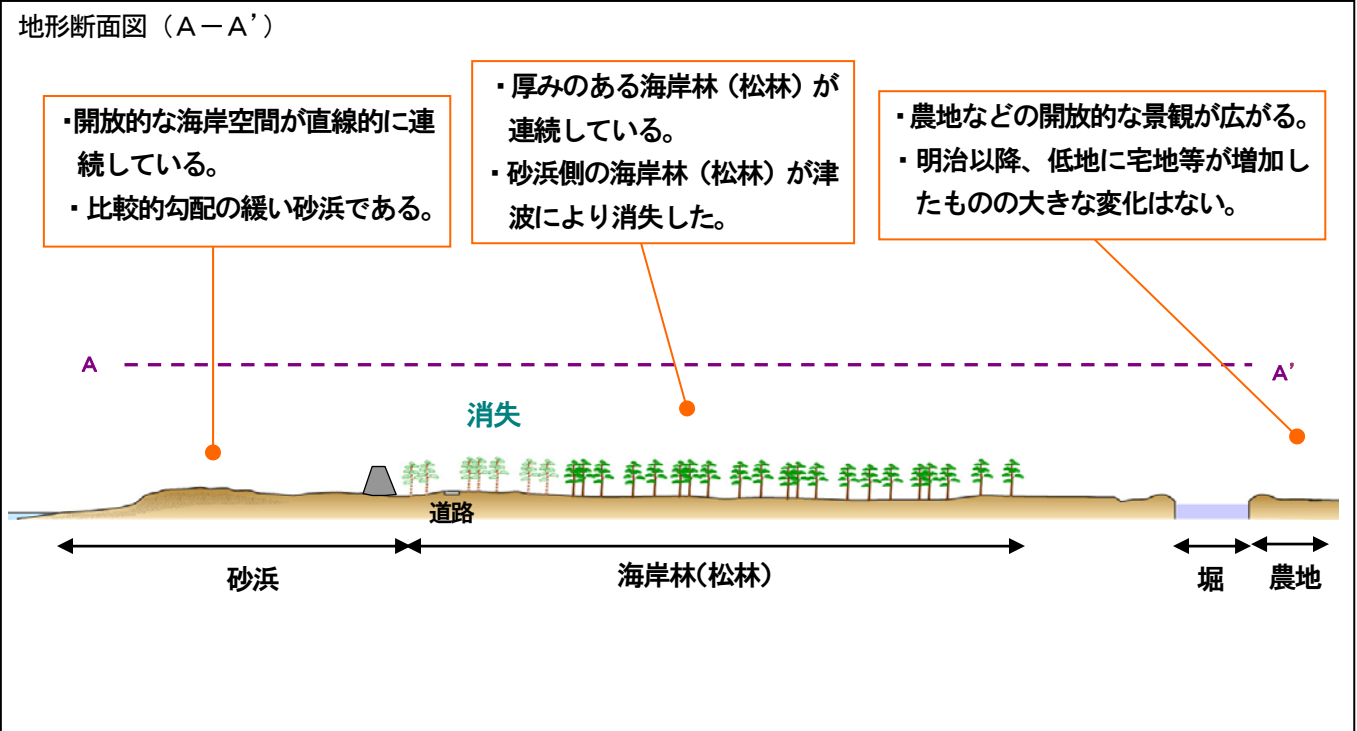 地形断面図（A－A’）
・開放的な海岸空間が直線的に連
続している。
・比較的勾配の緩い砂浜である。
・厚みのある海岸林（松林）が
連続している。
・砂浜側の海岸林（松林）が津
波により消失した。
・農地などの開放的な景観が広がる。
・明治以降、低地に宅地等が増加し
たものの大きな変化はない。
A
A’
消失
道路
砂浜
海岸林（松林）
堀
農地